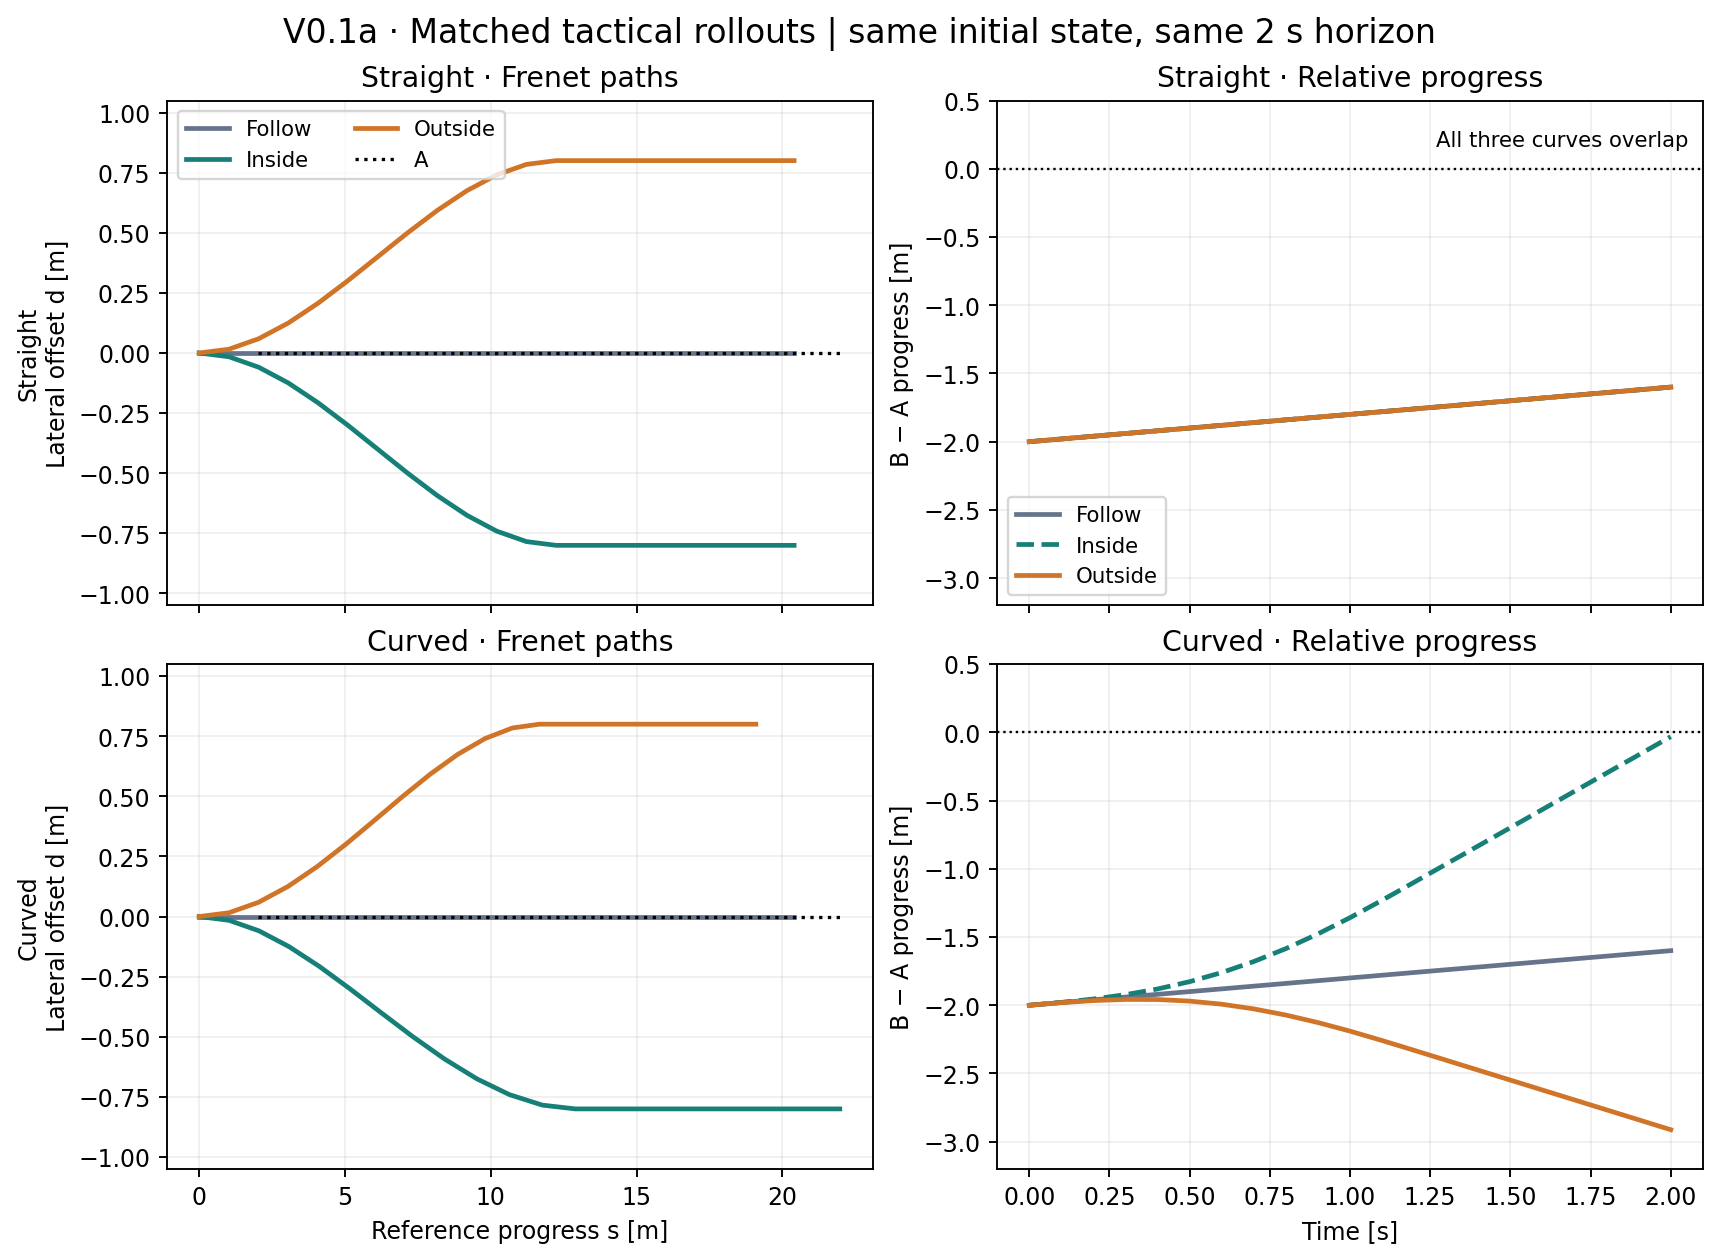 V0.1a · Matched tactical rollouts | same initial state, same 2 s horizon
Straight · Frenet paths
Straight
Lateral offset d [m]
1.00
0.75
0.50
0.25
0.00
−0.25
−0.50
−0.75
−1.00
Follow
Inside
Outside
A
Straight · Relative progress
B − A progress [m]
0.5
0.0
−0.5
−1.0
−1.5
−2.0
−2.5
−3.0
All three curves overlap
Follow
Inside
Outside
Curved · Frenet paths
Curved
Lateral offset d [m]
1.00
0.75
0.50
0.25
0.00
−0.25
−0.50
−0.75
−1.00
0 5 10 15 20
Reference progress s [m]
Curved · Relative progress
B − A progress [m]
0.5
0.0
−0.5
−1.0
−1.5
−2.0
−2.5
−3.0
0.00 0.25 0.50 0.75 1.00 1.25 1.50 1.75 2.00
Time [s]